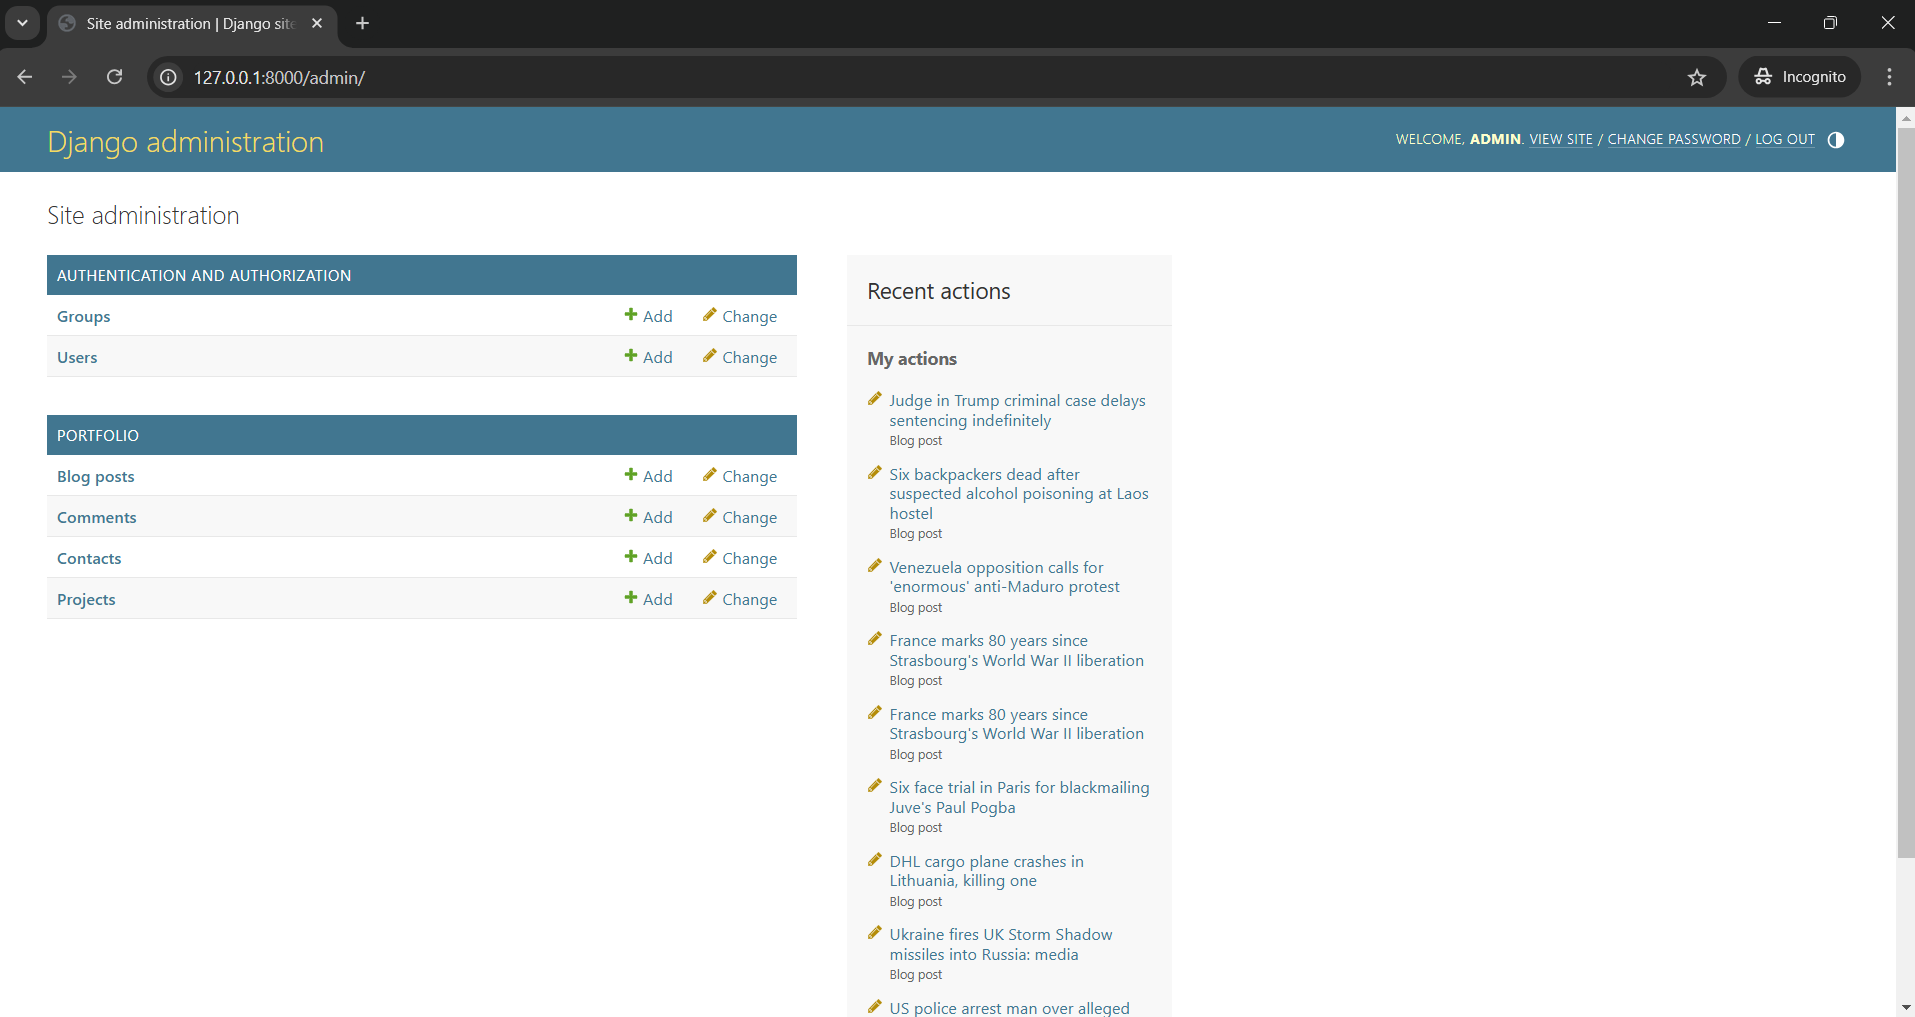 Site administration | Django site
127.0.0.1:8000/admin/
Incognito
Django administration
WELCOME, ADMIN. VIEW SITE / CHANGE PASSWORD / LOG OUT
Site administration
AUTHENTICATION AND AUTHORIZATION
Groups Add Change
Users Add Change
PORTFOLIO
Blog posts Add Change
Comments Add Change
Contacts Add Change
Projects Add Change
Recent actions
My actions
Judge in Trump criminal case delays
sentencing indefinitely
Blog post
Six backpackers dead after
suspected alcohol poisoning at Laos
hostel
Blog post
Venezuela opposition calls for
'enormous' anti-Maduro protest
Blog post
France marks 80 years since
Strasbourg's World War II liberation
Blog post
France marks 80 years since
Strasbourg's World War II liberation
Blog post
Six face trial in Paris for blackmailing
Juve's Paul Pogba
Blog post
DHL cargo plane crashes in
Lithuania, killing one
Blog post
Ukraine fires UK Storm Shadow
missiles into Russia: media
Blog post
US police arrest man over alleged